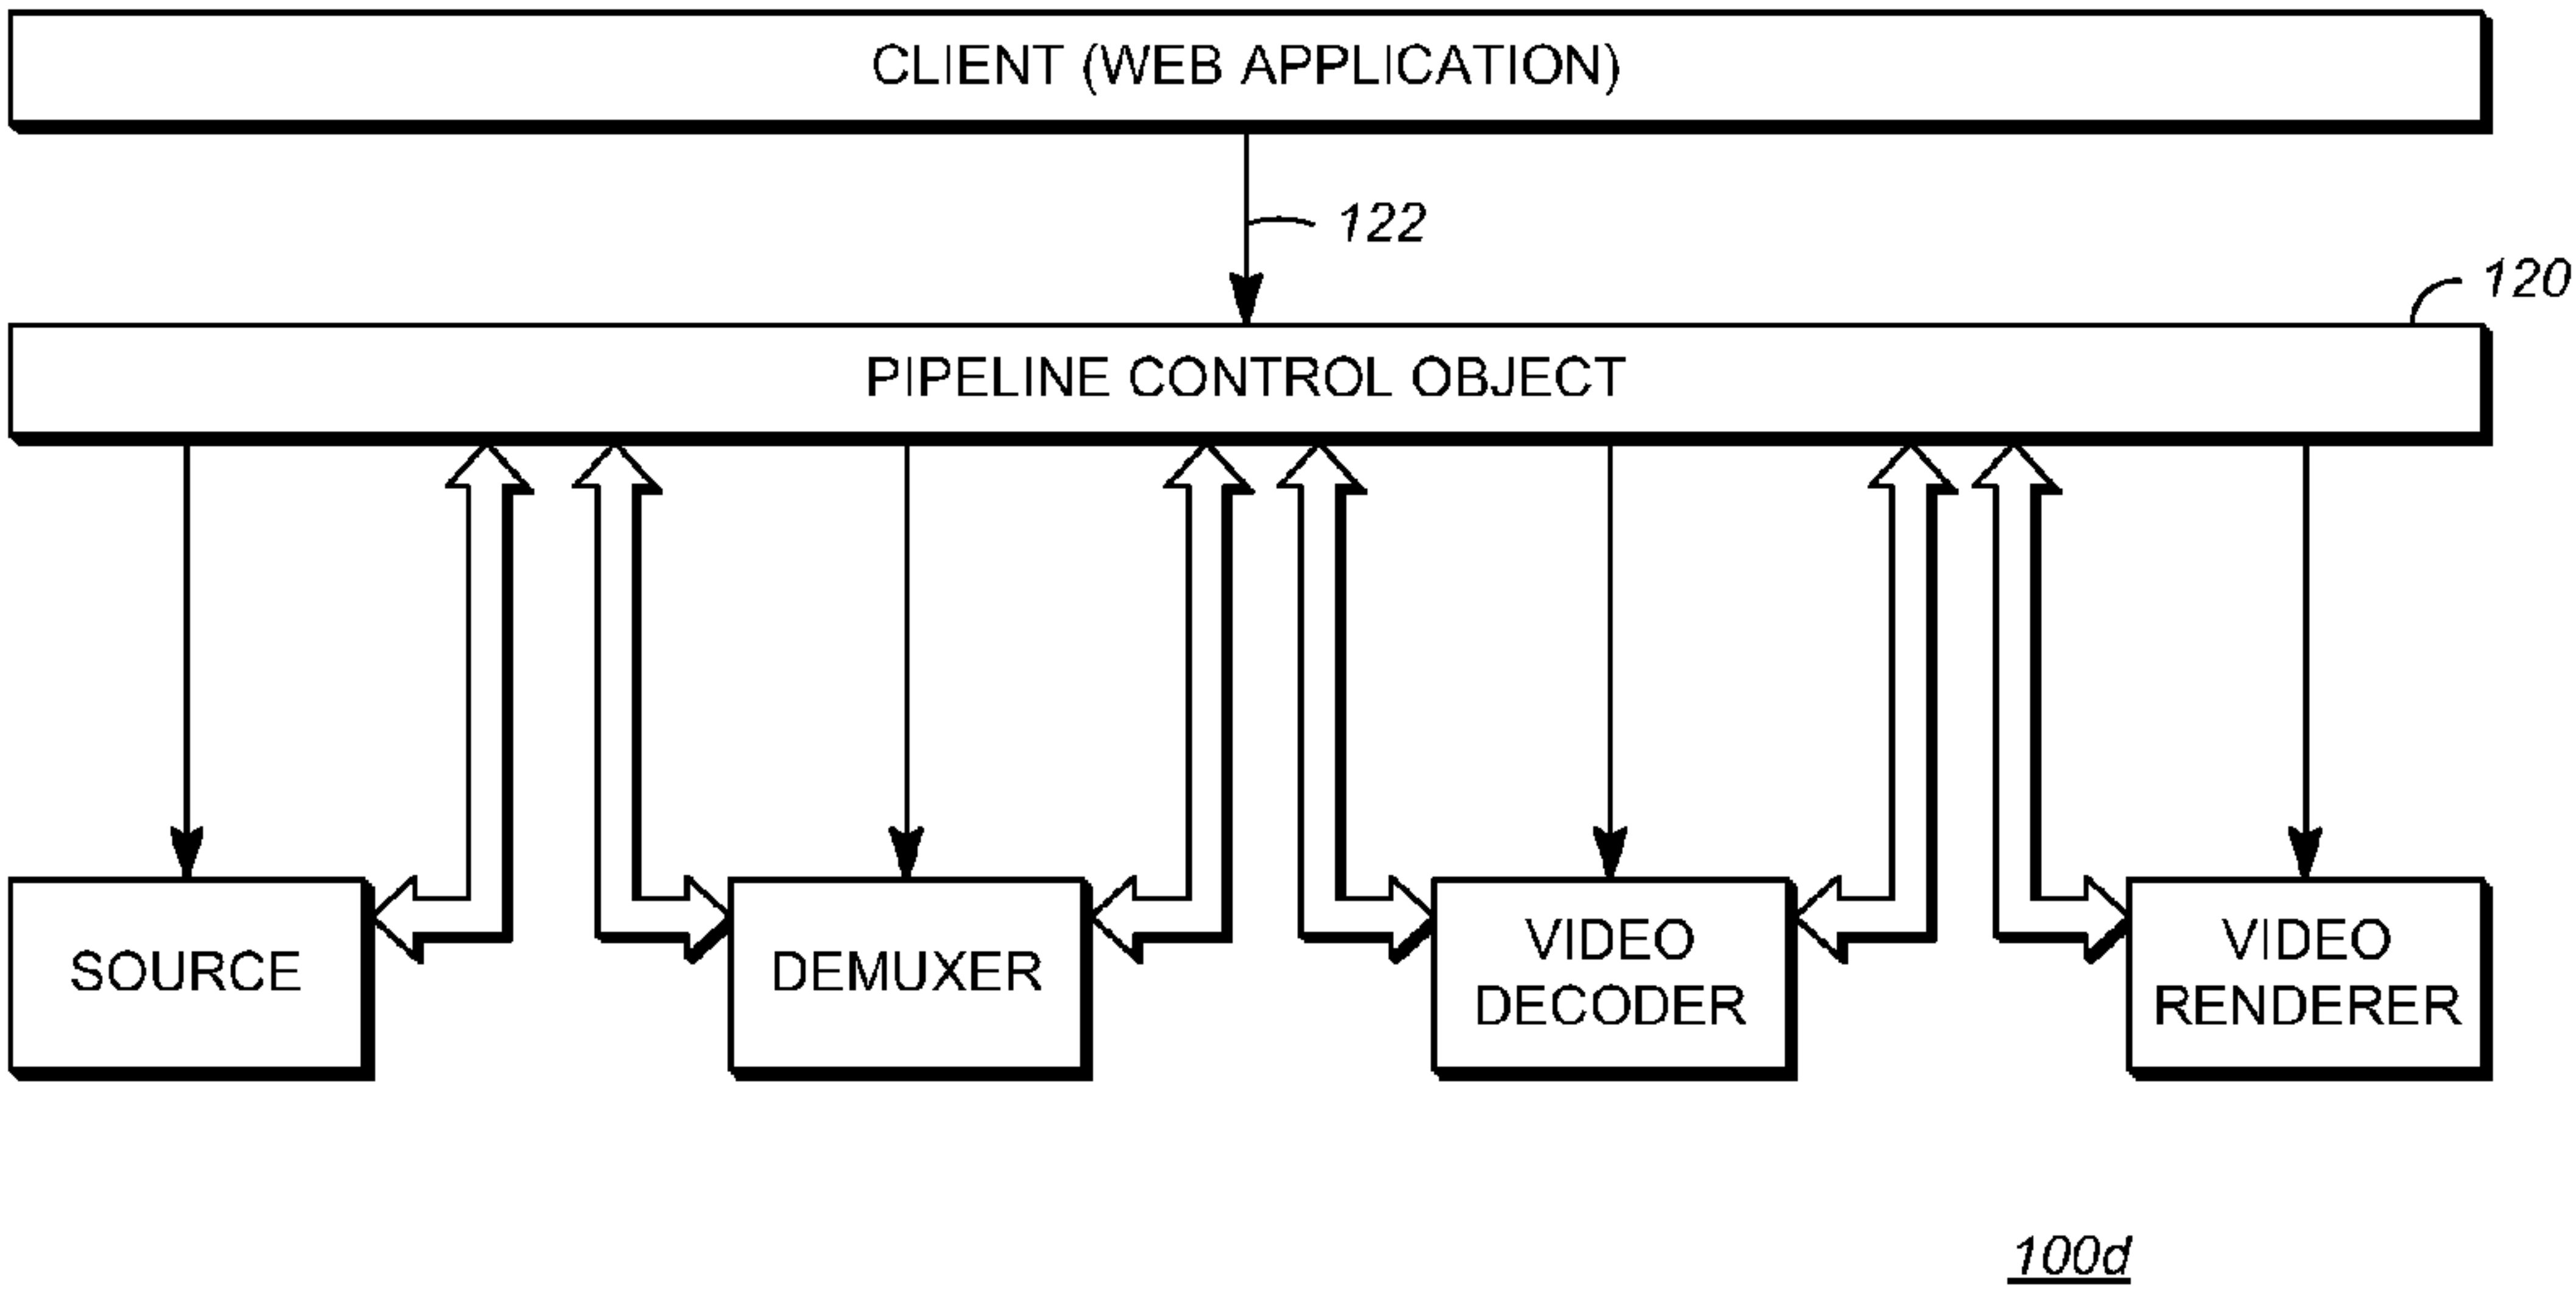 CLIENT (WEB APPLICATION)
122
120
PIPELINE CONTROL OBJECT
SOURCE
DEMUXER
VIDEO
DECODER
VIDEO
RENDERER
100d